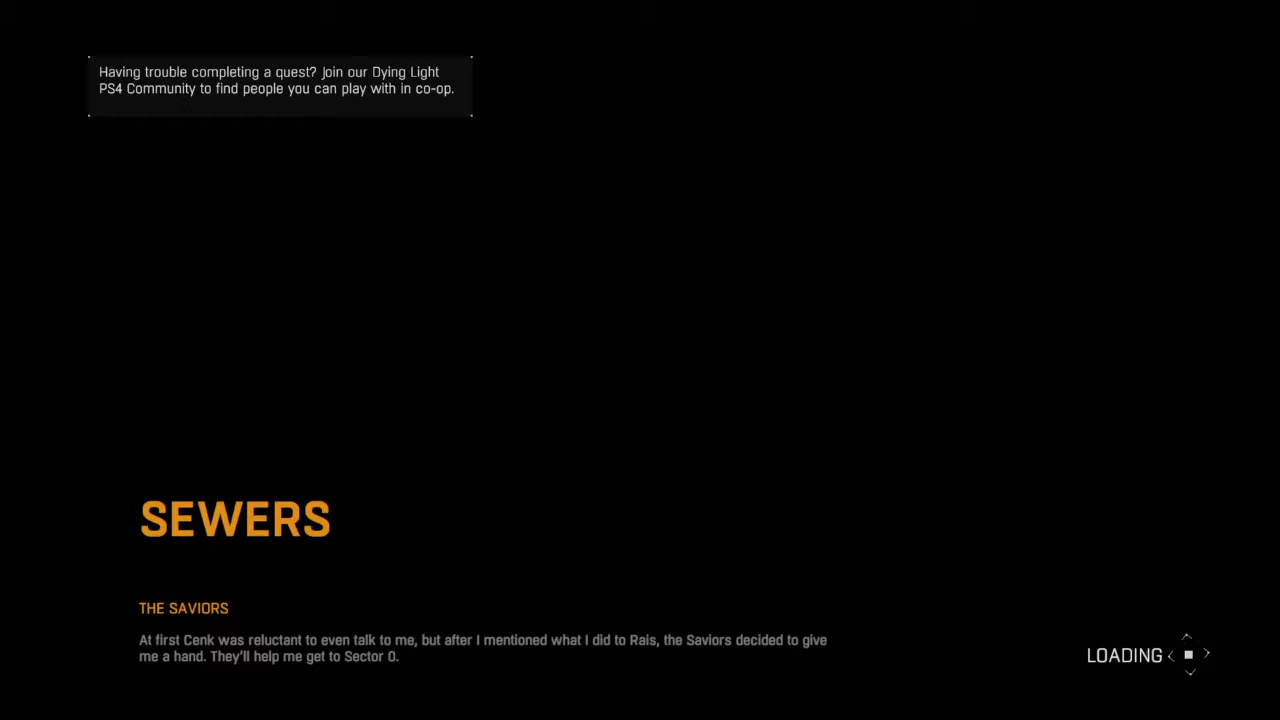 Having trouble completing a quest? Join our Dying Light
PS4 Community to find people you can play with in co-op.
SEWERS
THE SAVIORS
At first Cenk was reluctant to even talk to me, but after I mentioned what I did to Rais, the Saviors decided to give
me a hand. They'll help me get to Sector 0.
LOADING